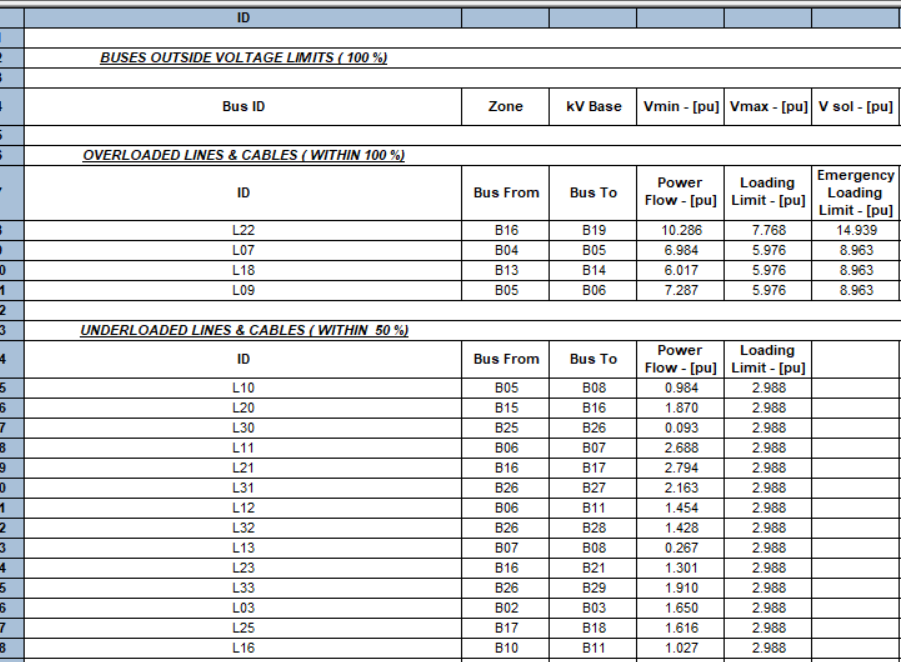 ID
BUSES OUTSIDE VOLTAGE LIMITS ( 100 %)
Bus ID Zone kV Base Vmin - [pu] Vmax - [pu] V sol - [pu]
OVERLOADED LINES & CABLES ( WITHIN 100 %)
ID Bus From Bus To Power Flow - [pu] Loading Limit - [pu] Emergency Loading Limit - [pu]
L22 B16 B19 10.286 7.768 14.939
L07 B04 B05 6.984 5.976 8.963
L18 B13 B14 6.017 5.976 8.963
L09 B05 B06 7.287 5.976 8.963
UNDERLOADED LINES & CABLES ( WITHIN 50 %)
ID Bus From Bus To Power Flow - [pu] Loading Limit - [pu]
L10 B05 B08 0.984 2.988
L20 B15 B16 1.870 2.988
L30 B25 B26 0.093 2.988
L11 B06 B07 2.688 2.988
L21 B16 B17 2.794 2.988
L31 B26 B27 2.163 2.988
L12 B06 B11 1.454 2.988
L32 B26 B28 1.428 2.988
L13 B07 B08 0.267 2.988
L23 B16 B21 1.301 2.988
L33 B26 B29 1.910 2.988
L03 B02 B03 1.650 2.988
L25 B17 B18 1.616 2.988
L16 B10 B11 1.027 2.988